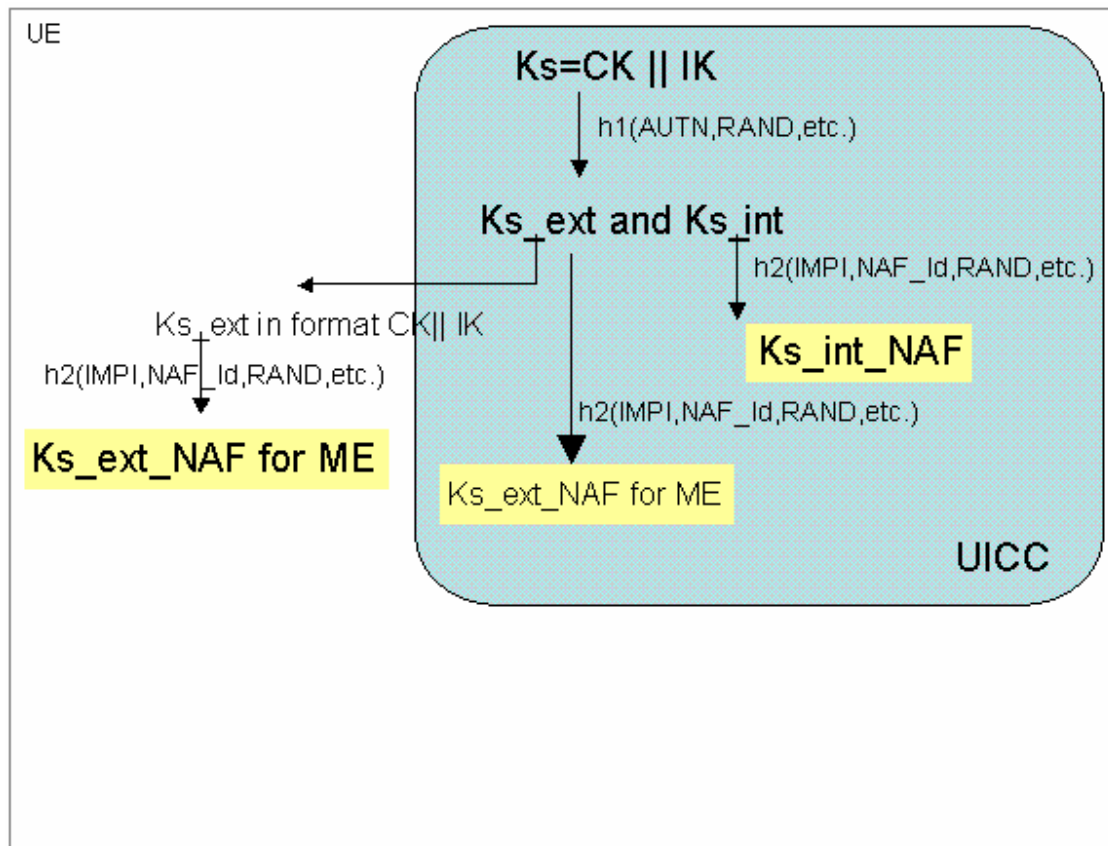 UE
Ks=CK || IK
h1(AUTN,RAND,etc.)
Ks_ext and Ks_int
h2(IMPI,NAF_Id,RAND,etc.)
Ks_ext in format CK|| IK
Ks_int_NAF
h2(IMPI,NAF_Id,RAND,etc.)
h2(IMPI,NAF_Id,RAND,etc.)
Ks_ext_NAF for ME
Ks_ext_NAF for ME
UICC